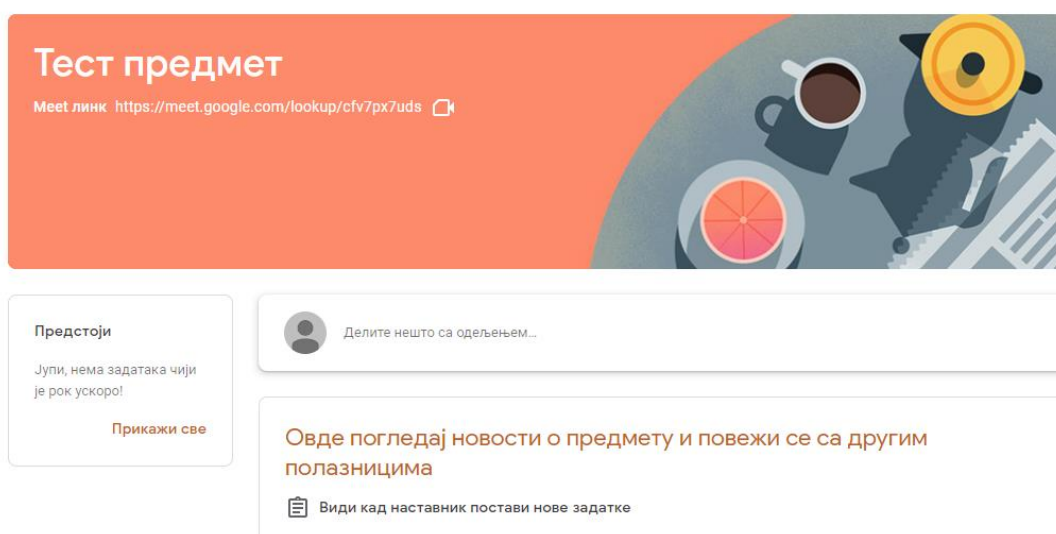 Тест предмет
Meet линк https://meet.google.com/lookup/cfv7px7uds
Предстоји
Јупи, нема задатака чији
је рок ускоро!
Прикажи све
Делите нешто са одељењем...
Овде погледај новости о предмету и повежи се са другим
полазницима
Види кад наставник постави нове задатке